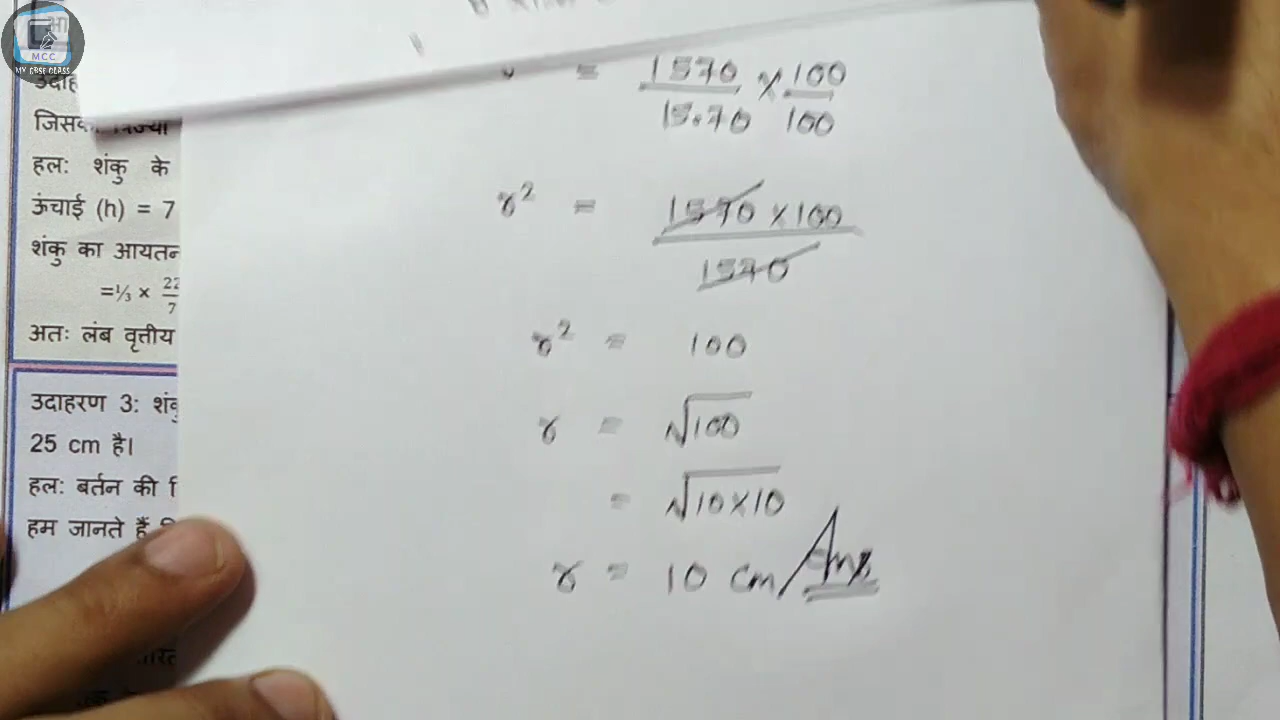 MCC
MY CBSE CLASS
उदाह
जिसक
हलः शंकु के
ऊंचाई (h) = 7
शंकु का आयतन
=⅓ × 22/7
अतः लंब वृत्तीय
उदाहरण 3: शंकु
25 cm है।
हलः बर्तन की
हम जानते हैं
= 1570/15.70 × 100/100
r² = 1570 × 100/1570
r² = 100
r = √100
= √10×10
r = 10 cm/Ans